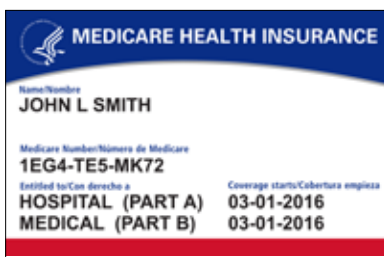 MEDICARE HEALTH INSURANCE
Name/Nombre
JOHN L SMITH
Medicare Number/Número de Medicare
1EG4-TE5-MK72
Entitled to/Con derecho a
Coverage starts/Cobertura empieza
HOSPITAL (PART A) 03-01-2016
MEDICAL (PART B) 03-01-2016